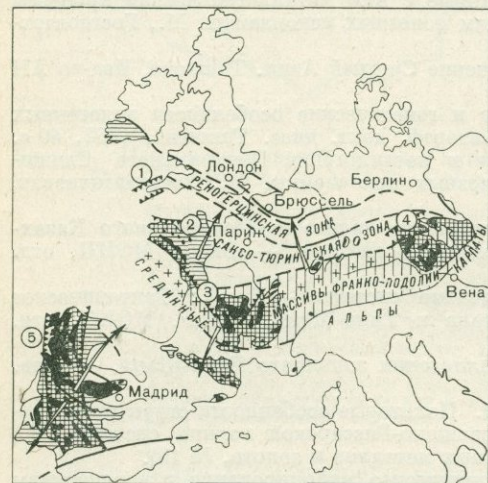 Лондон
Берлин
①
Брюссель
РЕНОГЕРЦИНСКАЯ
ЗОНА
②
Париж
④
САКСО-ТЮРИНГСКАЯ ЗОНА
КАРПАТЫ
СРЕДИННЫЕ
МАССИВЫ ФРАНКО-ПОДОЛИИ
Вена
③
АЛЬПЫ
⑤
Мадрид